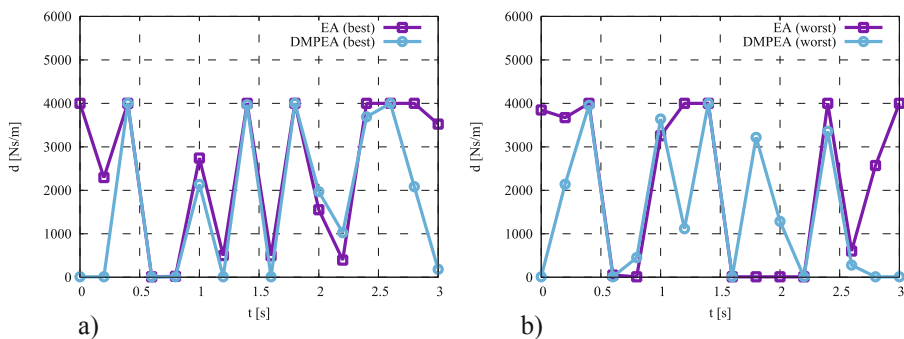 6000
5000
4000
3000
2000
1000
0
d [Ns/m]
EA (best)
DMPEA (best)
0 0.5 1 1.5 2 2.5 3
t [s]
a)
6000
5000
4000
3000
2000
1000
0
d [Ns/m]
EA (worst)
DMPEA (worst)
0 0.5 1 1.5 2 2.5 3
t [s]
b)